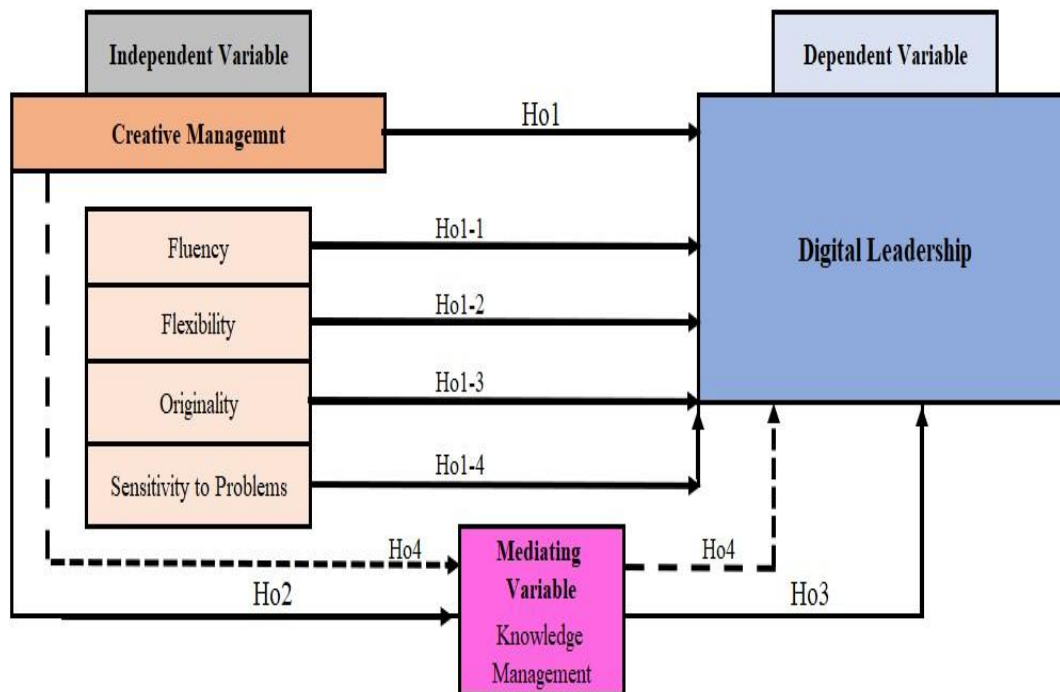 Independent Variable
Dependent Variable
Creative Managemnt
Ho1
Fluency
Ho1-1
Digital Leadership
Flexibility
Ho1-2
Originality
Ho1-3
Sensitivity to Problems
Ho1-4
Ho4
Mediating
Variable
Knowledge
Management
Ho4
Ho2
Ho3